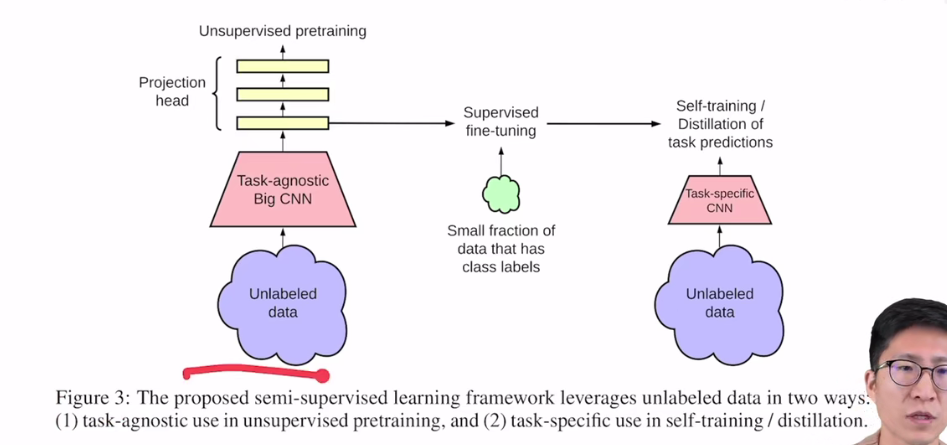 Unsupervised pretraining
Projection
head
Task-agnostic
Big CNN
Unlabeled
data
Supervised
fine-tuning
Small fraction of
data that has
class labels
Self-training /
Distillation of
task predictions
Task-specific
CNN
Unlabeled
data
Figure 3: The proposed semi-supervised learning framework leverages unlabeled data in two ways:
(1) task-agnostic use in unsupervised pretraining, and (2) task-specific use in self-training / distillation.